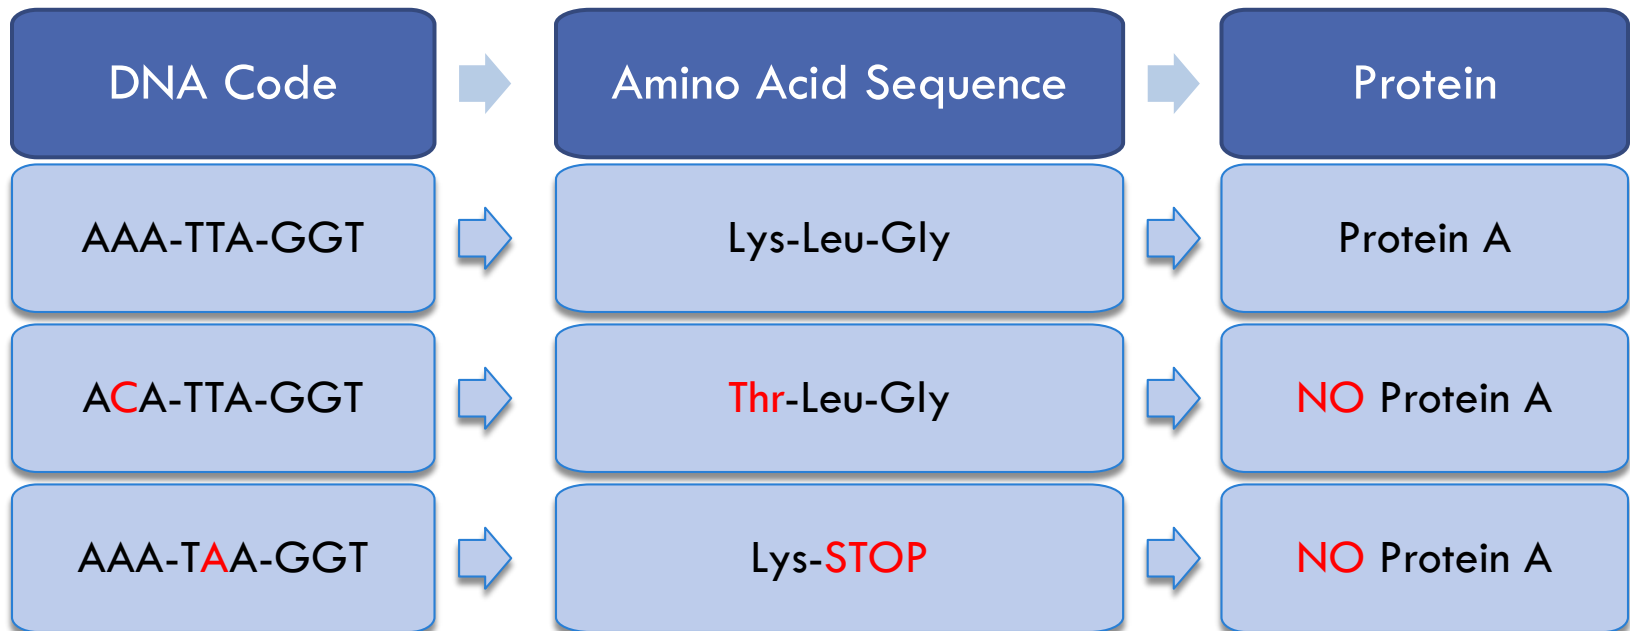 DNA Code
Amino Acid Sequence
Protein
AAA-TTA-GGT
Lys-Leu-Gly
Protein A
ACA-TTA-GGT
Thr-Leu-Gly
NO Protein A
AAA-TAA-GGT
Lys-STOP
NO Protein A